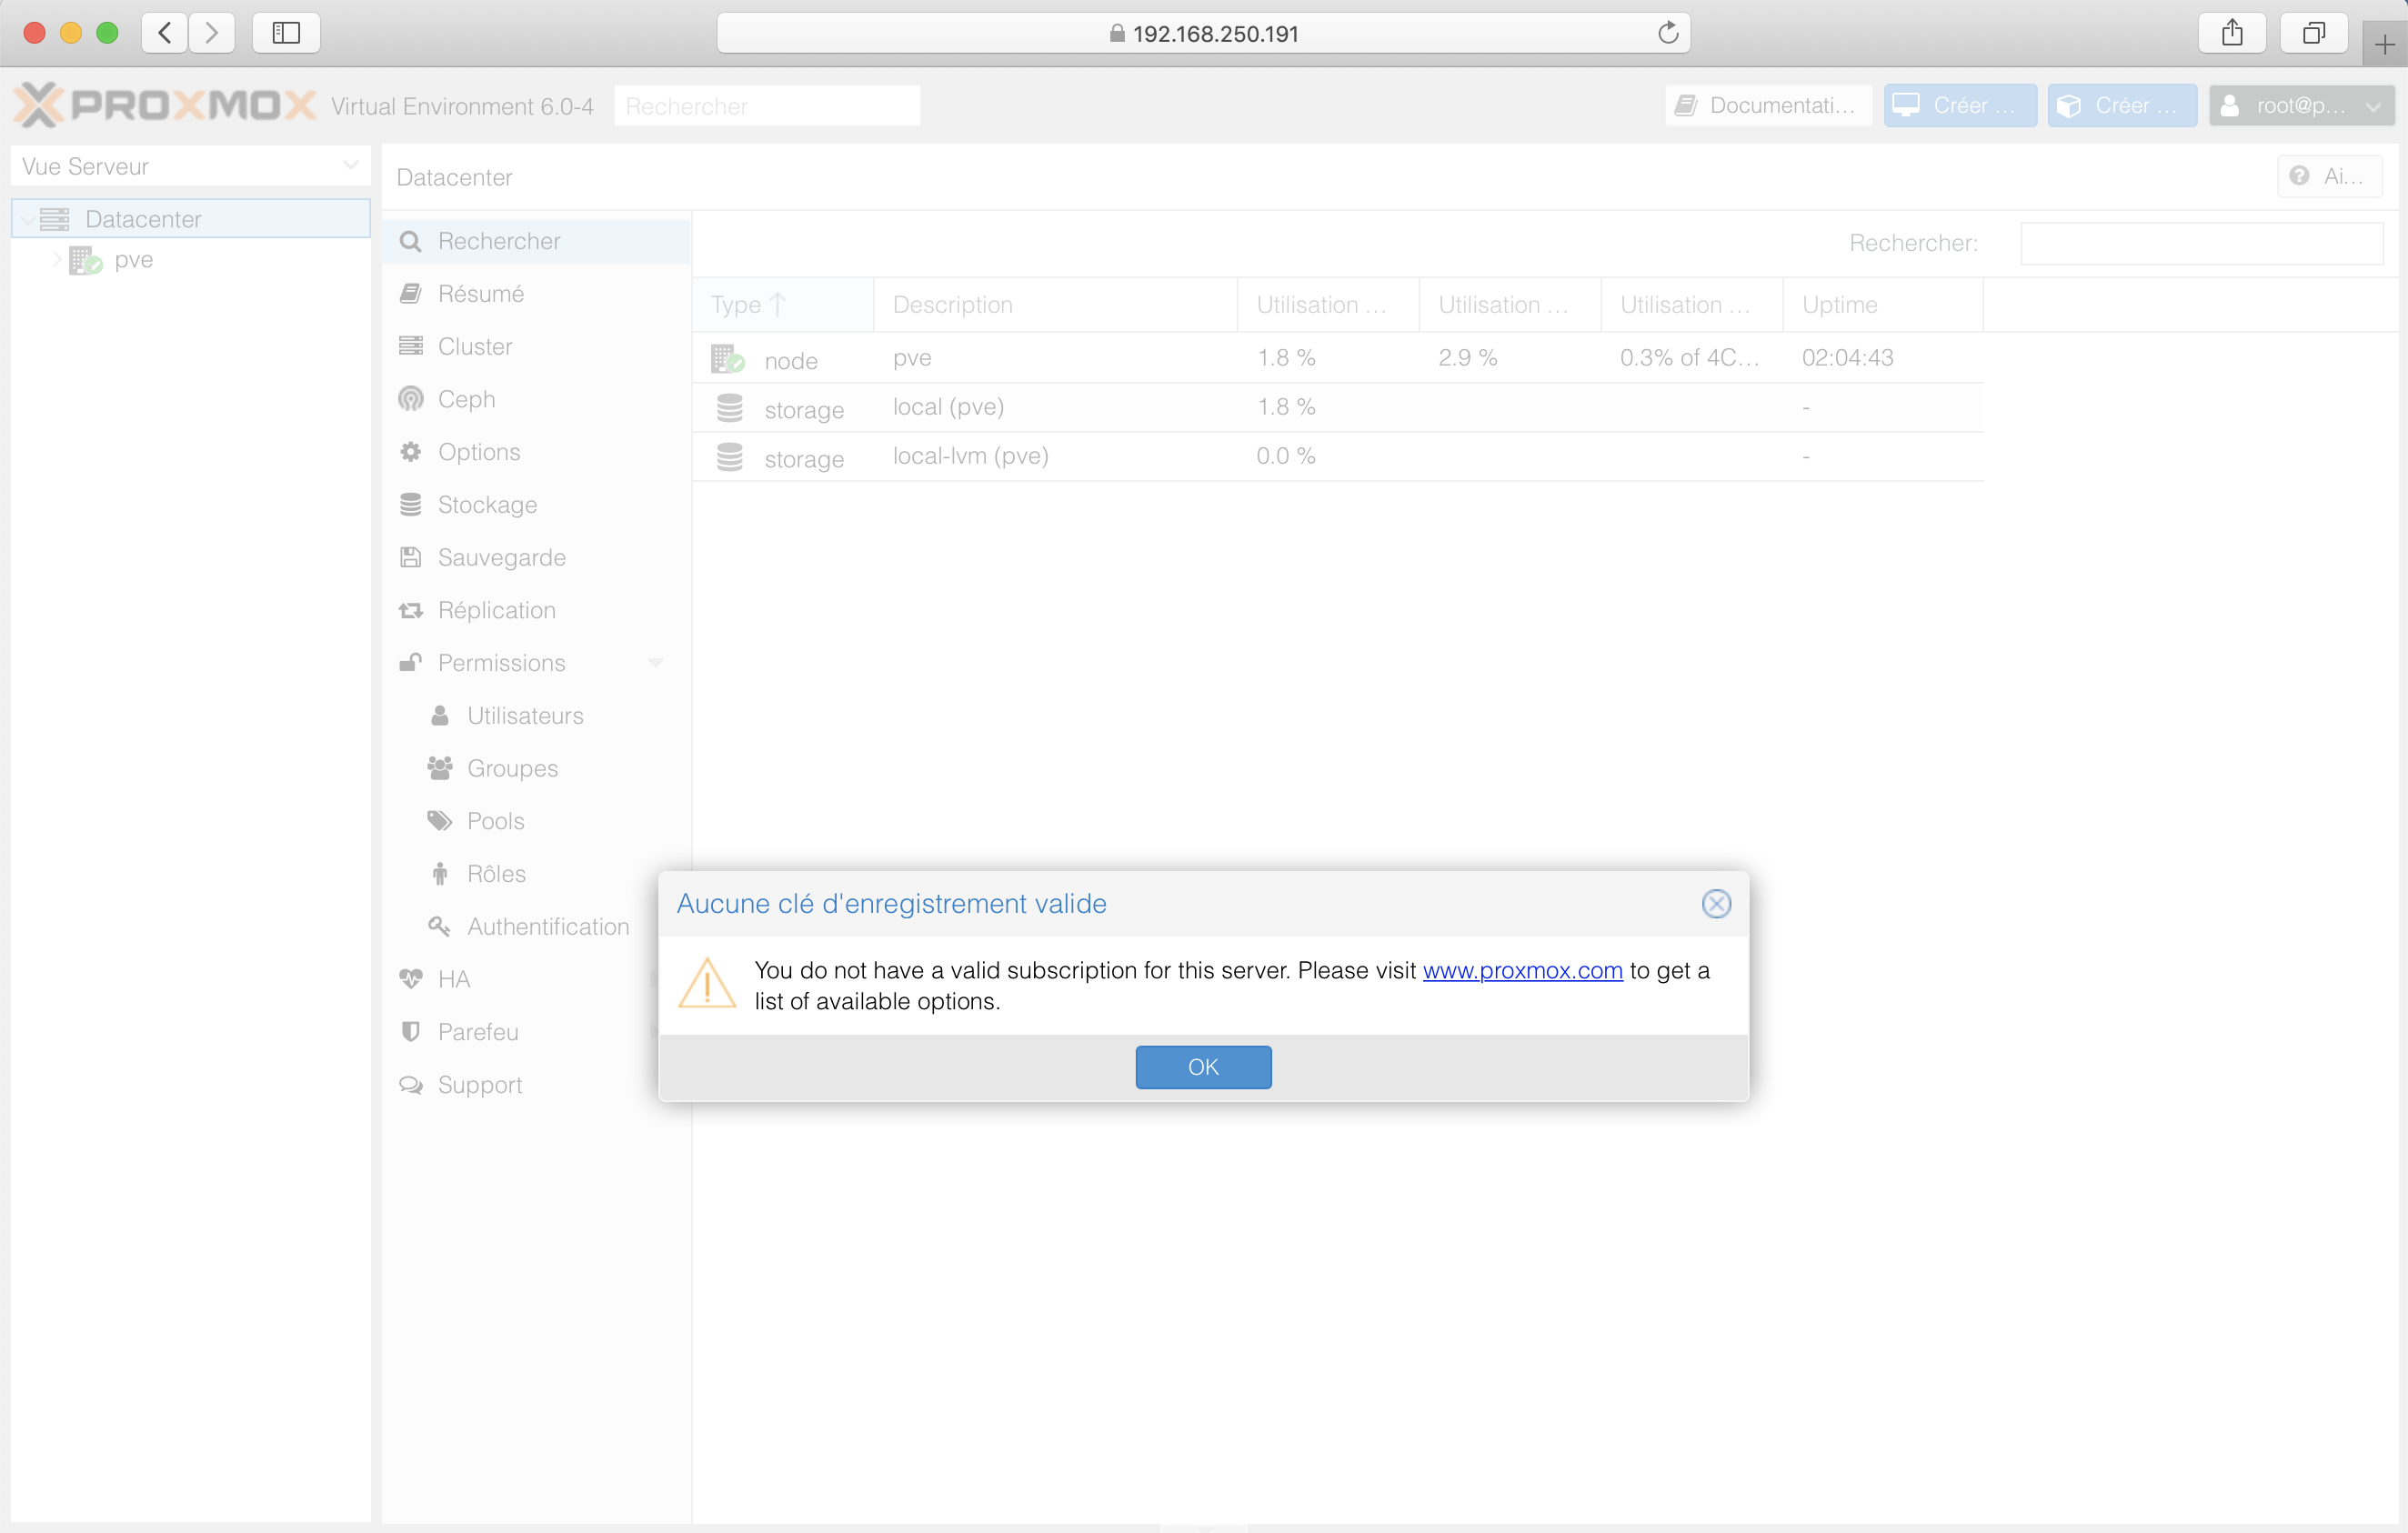 192.168.250.191
PROXMOX Virtual Environment 6.0-4 Rechercher Documentati... Créer ... Créer ... root@p...
Vue Serveur
Datacenter
pve
Datacenter
Ai...
Rechercher
Résumé
Cluster
Ceph
Options
Stockage
Sauvegarde
Réplication
Permissions
Utilisateurs
Groupes
Pools
Rôles
Authentification
HA
Parefeu
Support
Rechercher:
Type Description Utilisation ... Utilisation ... Utilisation ... Uptime
node pve 1.8 % 2.9 % 0.3% of 4C... 02:04:43
storage local (pve) 1.8 % -
storage local-lvm (pve) 0.0 % -
Aucune clé d'enregistrement valide
You do not have a valid subscription for this server. Please visit www.proxmox.com to get a
list of available options.
OK